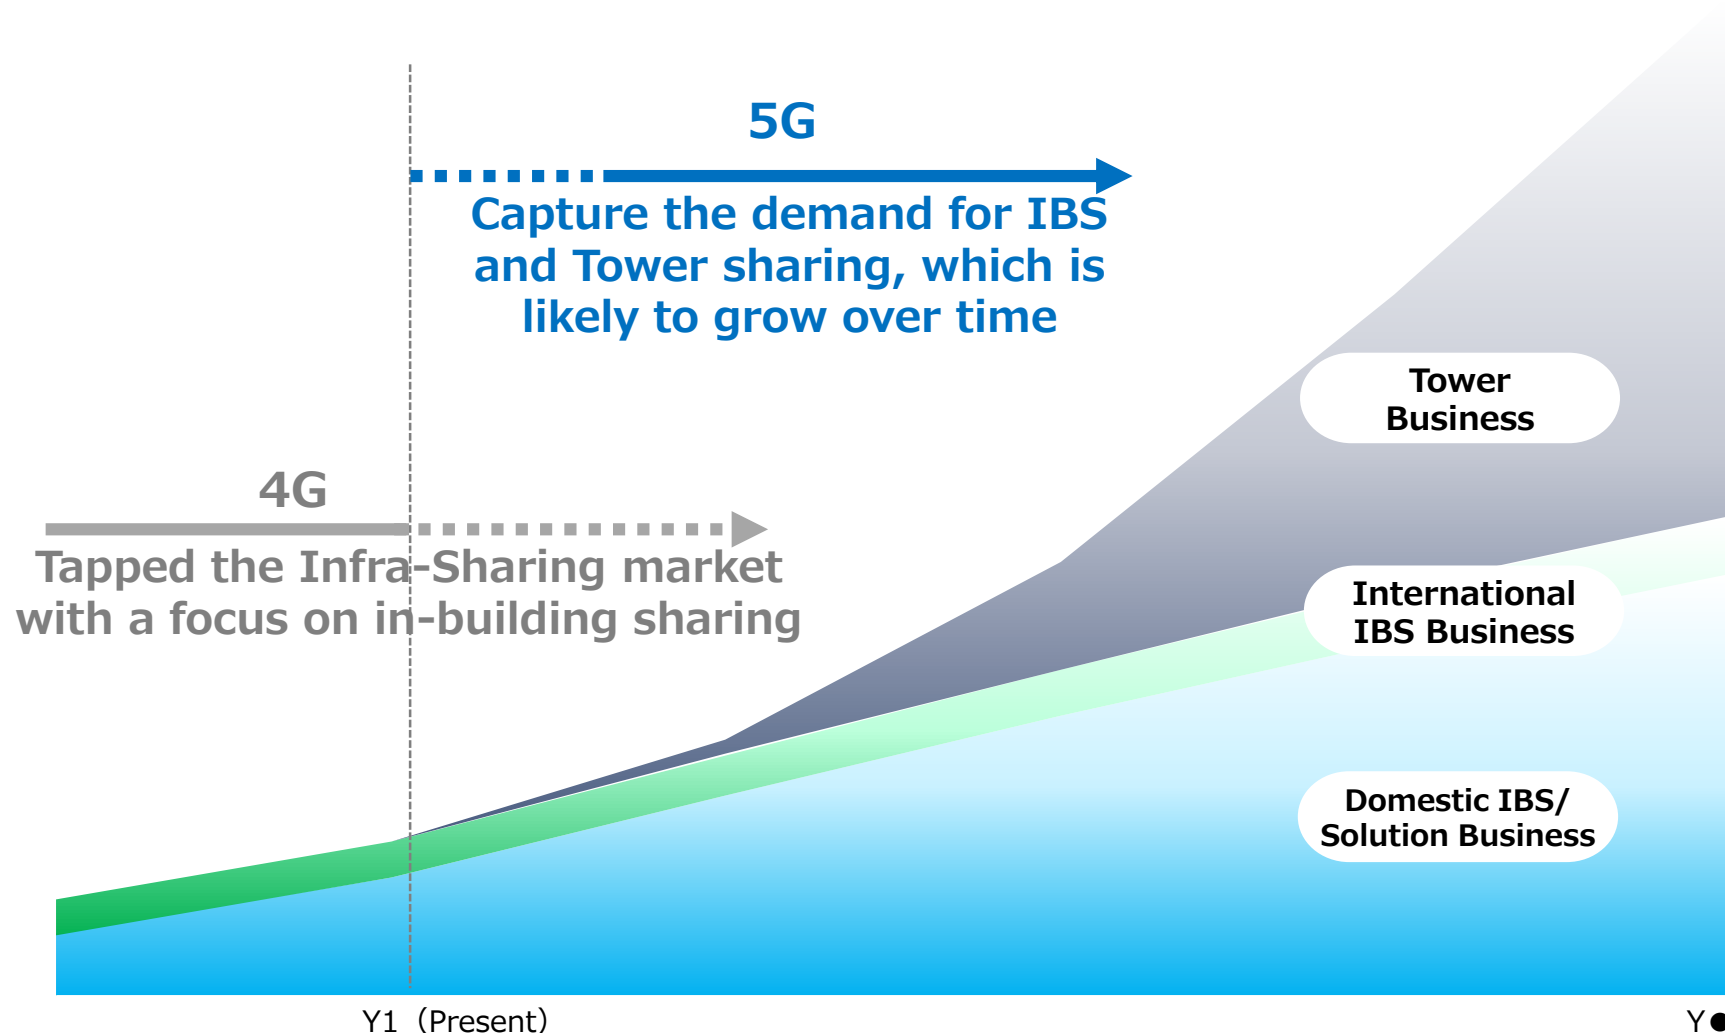 5G
Capture the demand for IBS
and Tower sharing, which is
likely to grow over time
Tower
Business
4G
Tapped the Infra-Sharing market
with a focus on in-building sharing
International
IBS Business
Domestic IBS/
Solution Business
Y1（Present）
Y●